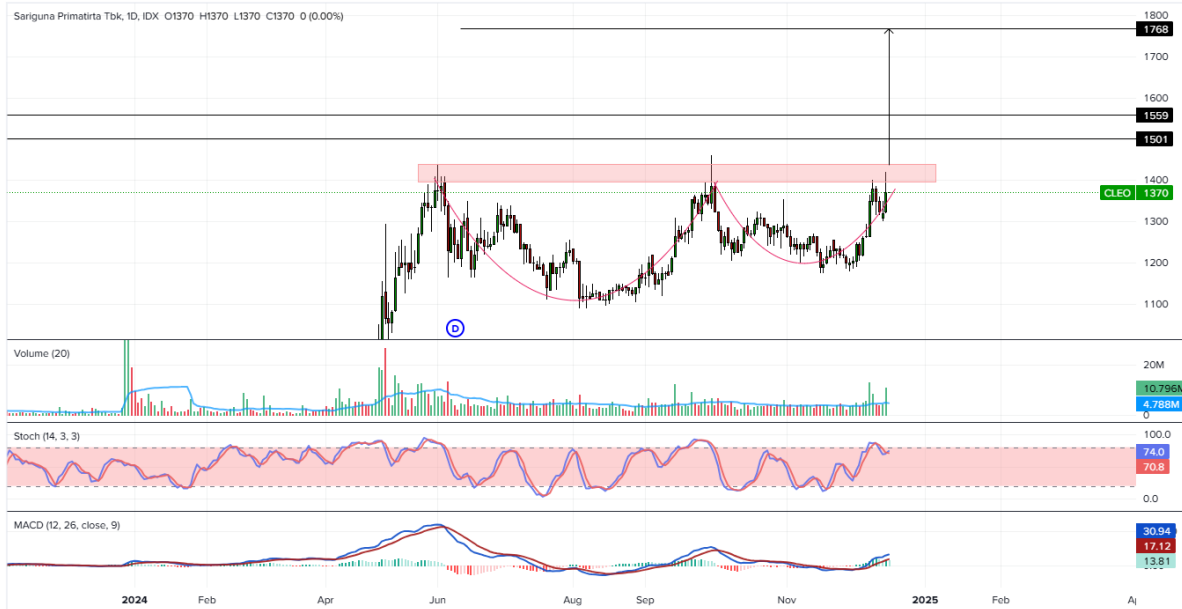 Sariguna Primatirta Tbk, 1D, IDX O1370 H1370 L1370 C1370 0 (0.00%)
1800
1768
1700
1600
1559
1501
1400
CLEO 1370
1300
1200
1100
D
Volume (20)
20M
10.796M
4.788M
0
Stoch (14, 3, 3)
100.0
74.0
70.8
0.0
MACD (12, 26, close, 9)
30.94
17.12
13.81
2024 Feb Apr Jun Aug Sep Nov 2025 Feb